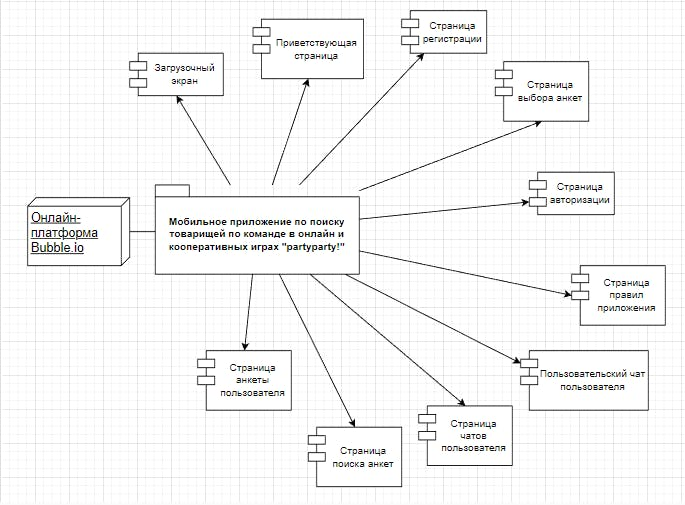 Страница
регистрации
Приветствующая
страница
Загрузочный
экран
Страница
выбора анкет
Страница
авторизации
Онлайн-
платформа
Bubble.io
Мобильное приложение по поиску
товарищей по команде в онлайн и
кооперативных играх "partyparty!"
Страница
правил
приложения
Страница
анкеты
пользователя
Пользовательский чат
пользователя
Страница
чатов
пользователя
Страница
поиска анкет